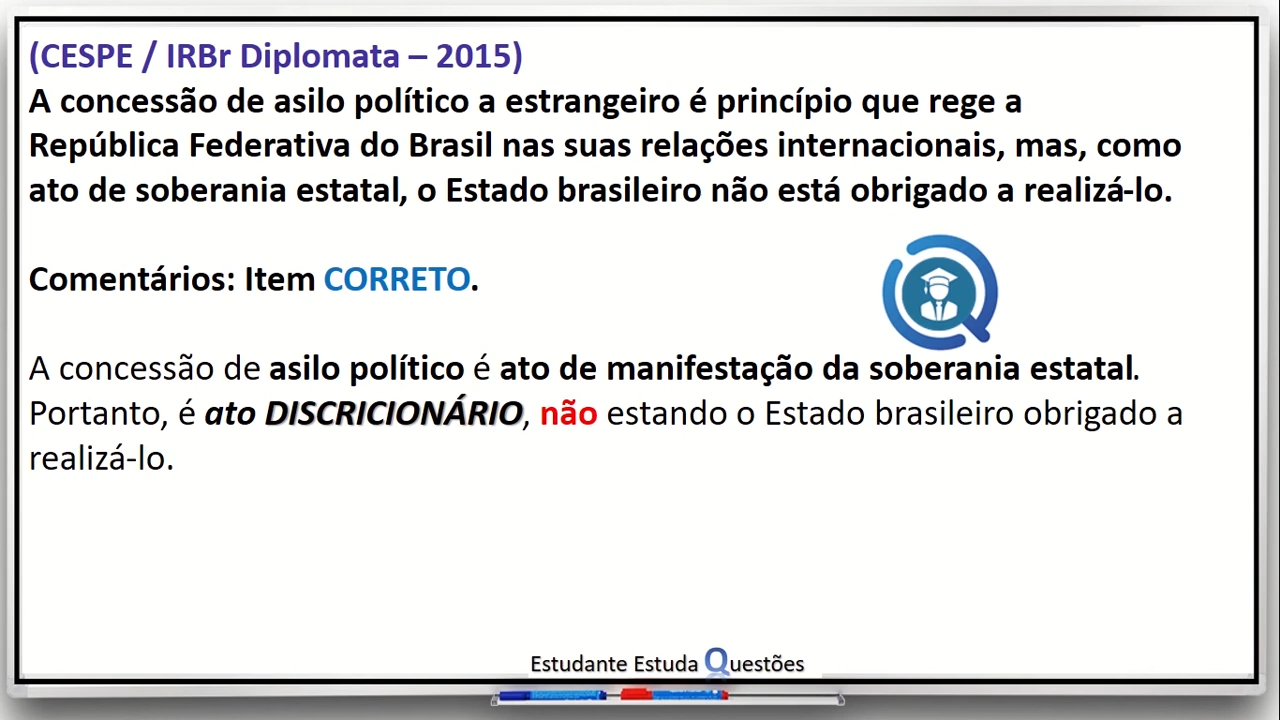 (CESPE / IRBr Diplomata – 2015)
A concessão de asilo político a estrangeiro é princípio que rege a
República Federativa do Brasil nas suas relações internacionais, mas, como
ato de soberania estatal, o Estado brasileiro não está obrigado a realizá-lo.
Comentários: Item CORRETO.
A concessão de asilo político é ato de manifestação da soberania estatal.
Portanto, é ato DISCRICIONÁRIO, não estando o Estado brasileiro obrigado a
realizá-lo.
Estudante Estuda Questões